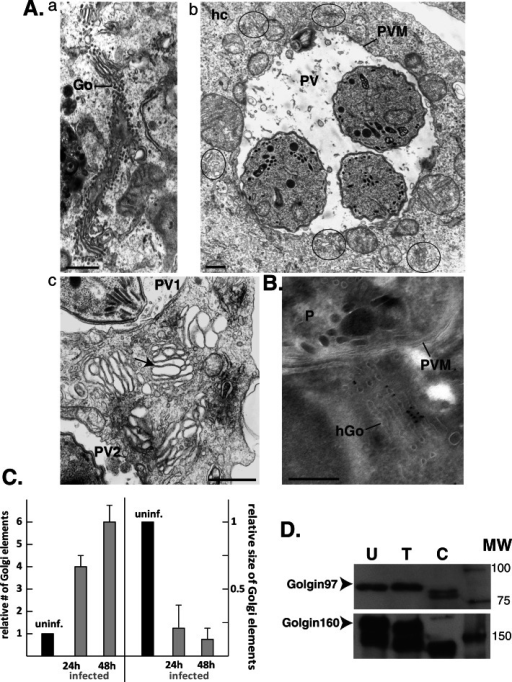 A.
a
Go
b
hc
PVM
PV
c
PV1
PV2
B.
P
PVM
hGo
C.
relative # of Golgi elements
6
5
4
3
2
1
uninf.
24h
48h
infected
uninf.
24h
48h
infected
1
0.5
relative size of Golgi elements
D.
U T C MW
Golgin97
100
75
Golgin160
150